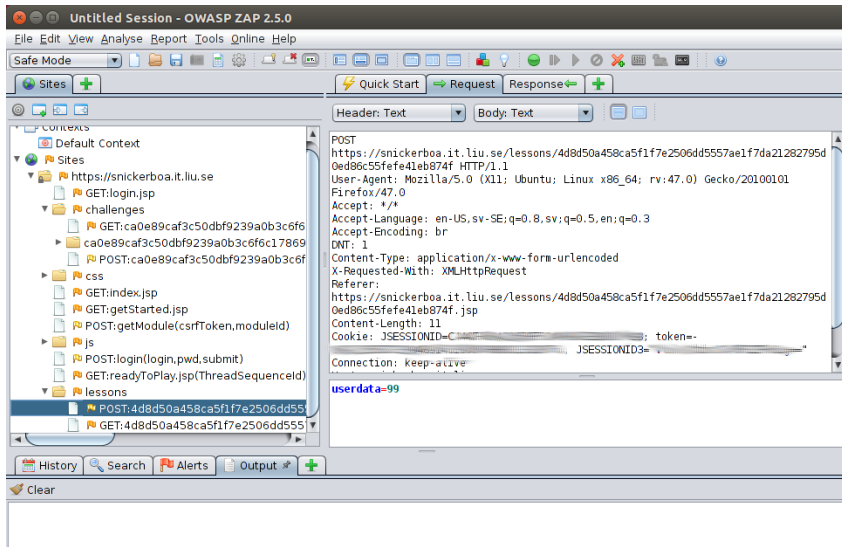 Untitled Session - OWASP ZAP 2.5.0
File Edit View Analyse Report Tools Online Help
Safe Mode
Sites
Quick Start Request Response
Header: Text Body: Text
Contexts
Default Context
Sites
https://snickerboa.it.liu.se
GET:login.jsp
challenges
GET:ca0e89caf3c50dbf9239a0b3c6f6
ca0e89caf3c50dbf9239a0b3c6f6c17869
POST:ca0e89caf3c50dbf9239a0b3c6f
css
GET:index.jsp
GET:getStarted.jsp
POST:getModule(csrfToken,moduleId)
js
POST:login(login,pwd,submit)
GET:readyToPlay.jsp(ThreadSequenceId)
lessons
POST:4d8d50a458ca5f1f7e2506dd555
GET:4d8d50a458ca5f1f7e2506dd555
POST
https://snickerboa.it.liu.se/lessons/4d8d50a458ca5f1f7e2506dd5557ae1f7da21282795d
0ed86c55fefe41eb874f HTTP/1.1
User-Agent: Mozilla/5.0 (X11; Ubuntu; Linux x86_64; rv:47.0) Gecko/20100101
Firefox/47.0
Accept: */*
Accept-Language: en-US,sv-SE;q=0.8,sv;q=0.5,en;q=0.3
Accept-Encoding: br
DNT: 1
Content-Type: application/x-www-form-urlencoded
X-Requested-With: XMLHttpRequest
Referer:
https://snickerboa.it.liu.se/lessons/4d8d50a458ca5f1f7e2506dd5557ae1f7da21282795d
0ed86c55fefe41eb874f.jsp
Content-Length: 11
Cookie: JSESSIONID= ; token=-
JSESSIONID3= "
Connection: keep-alive
userdata=99
History Search Alerts Output
Clear